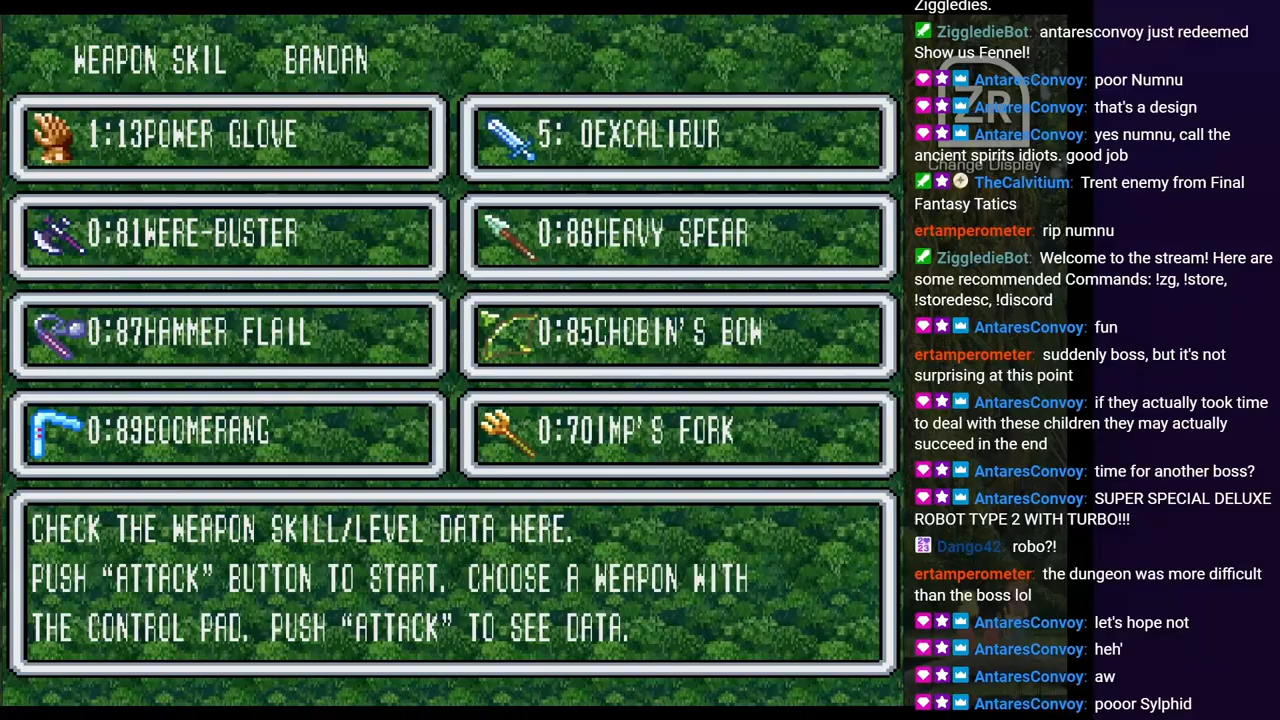 WEAPON SKIL BANDAN
1:13POWER GLOVE
5: 0EXCALIBUR
0:81WERE-BUSTER
0:86HEAVY SPEAR
0:87HAMMER FLAIL
0:85CHOBIN'S BOW
0:89BOOMERANG
0:70IMP'S FORK
CHECK THE WEAPON SKILL/LEVEL DATA HERE.
PUSH “ATTACK” BUTTON TO START. CHOOSE A WEAPON WITH
THE CONTROL PAD. PUSH “ATTACK” TO SEE DATA.
Ziggledies.
ZiggledieBot: antaresconvoy just redeemed
Show us Fennel!
AntaresConvoy: poor Numnu
AntaresConvoy: that's a design
AntaresConvoy: yes numnu, call the
ancient spirits idiots. good job
ZR
Change Display
TheCalvitium: Trent enemy from Final
Fantasy Tatics
ertamperometer: rip numnu
ZiggledieBot: Welcome to the stream! Here are
some recommended Commands: !zg, !store,
!storedesc, !discord
AntaresConvoy: fun
ertamperometer: suddenly boss, but it's not
surprising at this point
AntaresConvoy: if they actually took time
to deal with these children they may actually
succeed in the end
AntaresConvoy: time for another boss?
AntaresConvoy: SUPER SPECIAL DELUXE
ROBOT TYPE 2 WITH TURBO!!!
Dango42: robo?!
ertamperometer: the dungeon was more difficult
than the boss lol
AntaresConvoy: let's hope not
AntaresConvoy: heh'
AntaresConvoy: aw
AntaresConvoy: pooor Sylphid